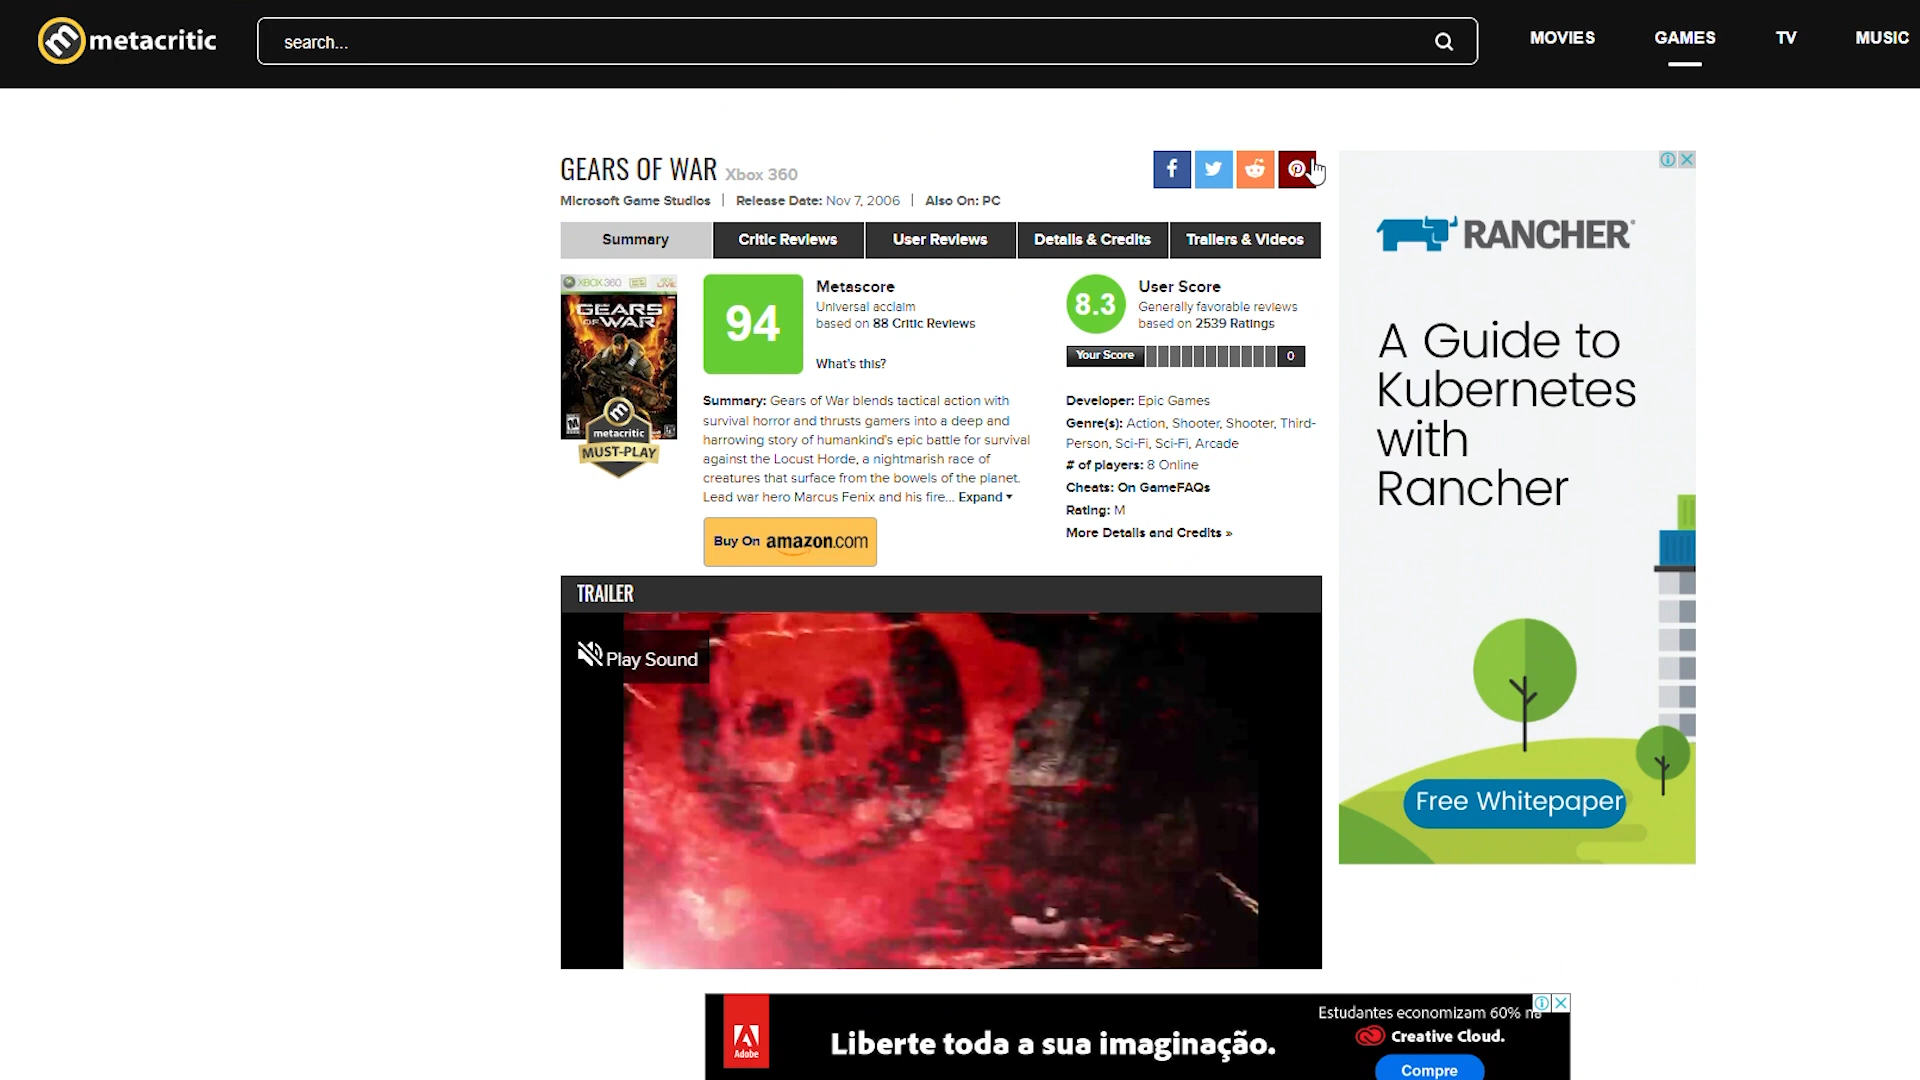 metacritic
search...
MOVIES
GAMES
TV
MUSIC
GEARS OF WAR Xbox 360
Microsoft Game Studios | Release Date: Nov 7, 2006 | Also On: PC
Summary
Critic Reviews
User Reviews
Details & Credits
Trailers & Videos
XBOX 360
LIVE
GEARS
OF WAR
M
metacritic
MUST-PLAY
94
Metascore
Universal acclaim
based on 88 Critic Reviews
What's this?
8.3
User Score
Generally favorable reviews
based on 2539 Ratings
Your Score
0
Summary: Gears of War blends tactical action with
survival horror and thrusts gamers into a deep and
harrowing story of humankind's epic battle for survival
against the Locust Horde, a nightmarish race of
creatures that surface from the bowels of the planet.
Lead war hero Marcus Fenix and his fire... Expand
Buy On amazon.com
Developer: Epic Games
Genre(s): Action, Shooter, Shooter, Third-
Person, Sci-Fi, Sci-Fi, Arcade
# of players: 8 Online
Cheats: On GameFAQs
Rating: M
More Details and Credits »
TRAILER
Play Sound
RANCHER®
A Guide to
Kubernetes
with
Rancher
Free Whitepaper
Adobe
Liberte toda a sua imaginação.
Estudantes economizam 60% na
Creative Cloud.
Compre